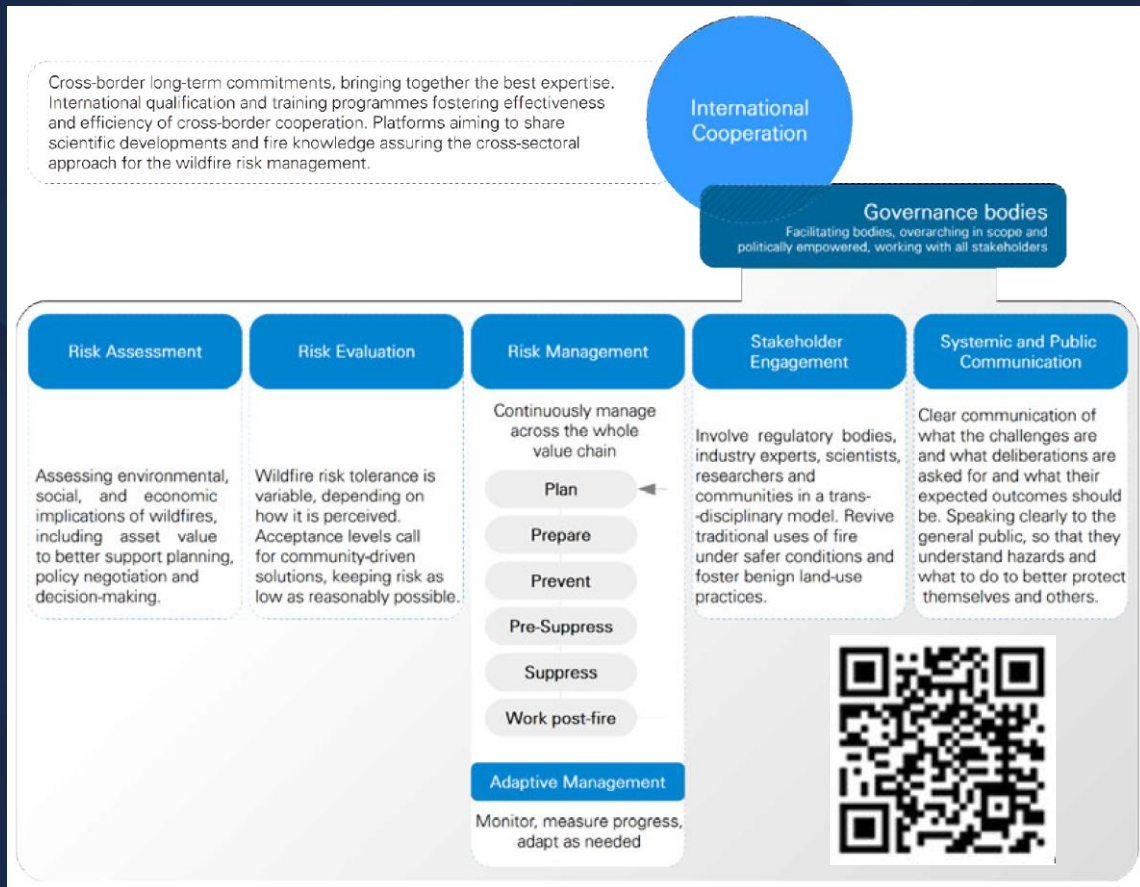 Cross-border long-term commitments, bringing together the best expertise.
International qualification and training programmes fostering effectiveness
and efficiency of cross-border cooperation. Platforms aiming to share
scientific developments and fire knowledge assuring the cross-sectoral
approach for the wildfire risk management.
International
Cooperation
Governance bodies
Facilitating bodies, overarching in scope and
politically empowered, working with all stakeholders
Risk Assessment
Assessing environmental,
social, and economic
implications of wildfires,
including asset value
to better support planning,
policy negotiation and
decision-making.
Risk Evaluation
Wildfire risk tolerance is
variable, depending on
how it is perceived.
Acceptance levels call
for community-driven
solutions, keeping risk as
low as reasonably possible.
Risk Management
Continuously manage
across the whole
value chain
Plan
Prepare
Prevent
Pre-Suppress
Suppress
Work post-fire
Adaptive Management
Monitor, measure progress,
adapt as needed
Stakeholder
Engagement
Involve regulatory bodies,
industry experts, scientists,
researchers and
communities in a trans-
-disciplinary model. Revive
traditional uses of fire
under safer conditions and
foster benign land-use
practices.
Systemic and Public
Communication
Clear communication of
what the challenges are
and what deliberations are
asked for and what their
expected outcomes should
be. Speaking clearly to the
general public, so that they
understand hazards and
what to do to better protect
themselves and others.